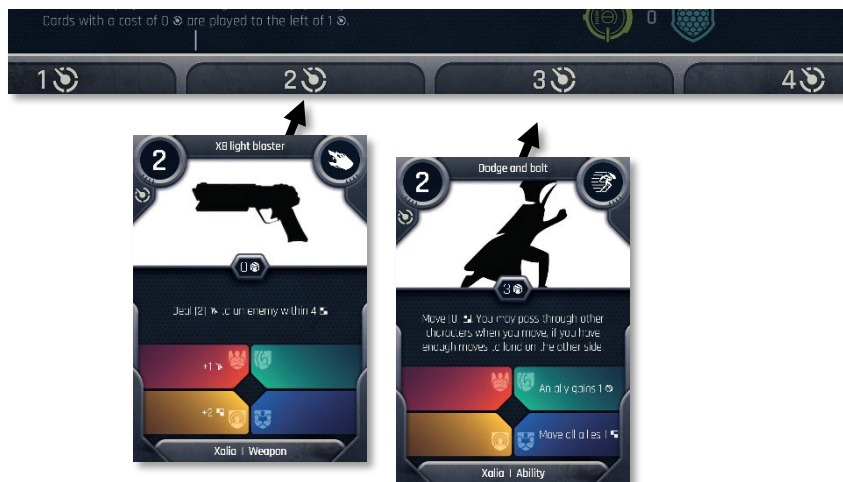 Cards with a cost of 0 are played to the left of 1
0
1
2
3
4
2
XB light blaster
0
Deal [2] to an enemy within 4
+1
+2
Xalia | Weapon
2
Dodge and bolt
3
Move [0] . You may pass through other
characters when you move, if you have
enough moves to land on the other side.
An ally gains 1
Move all allies 1
Xalia | Ability